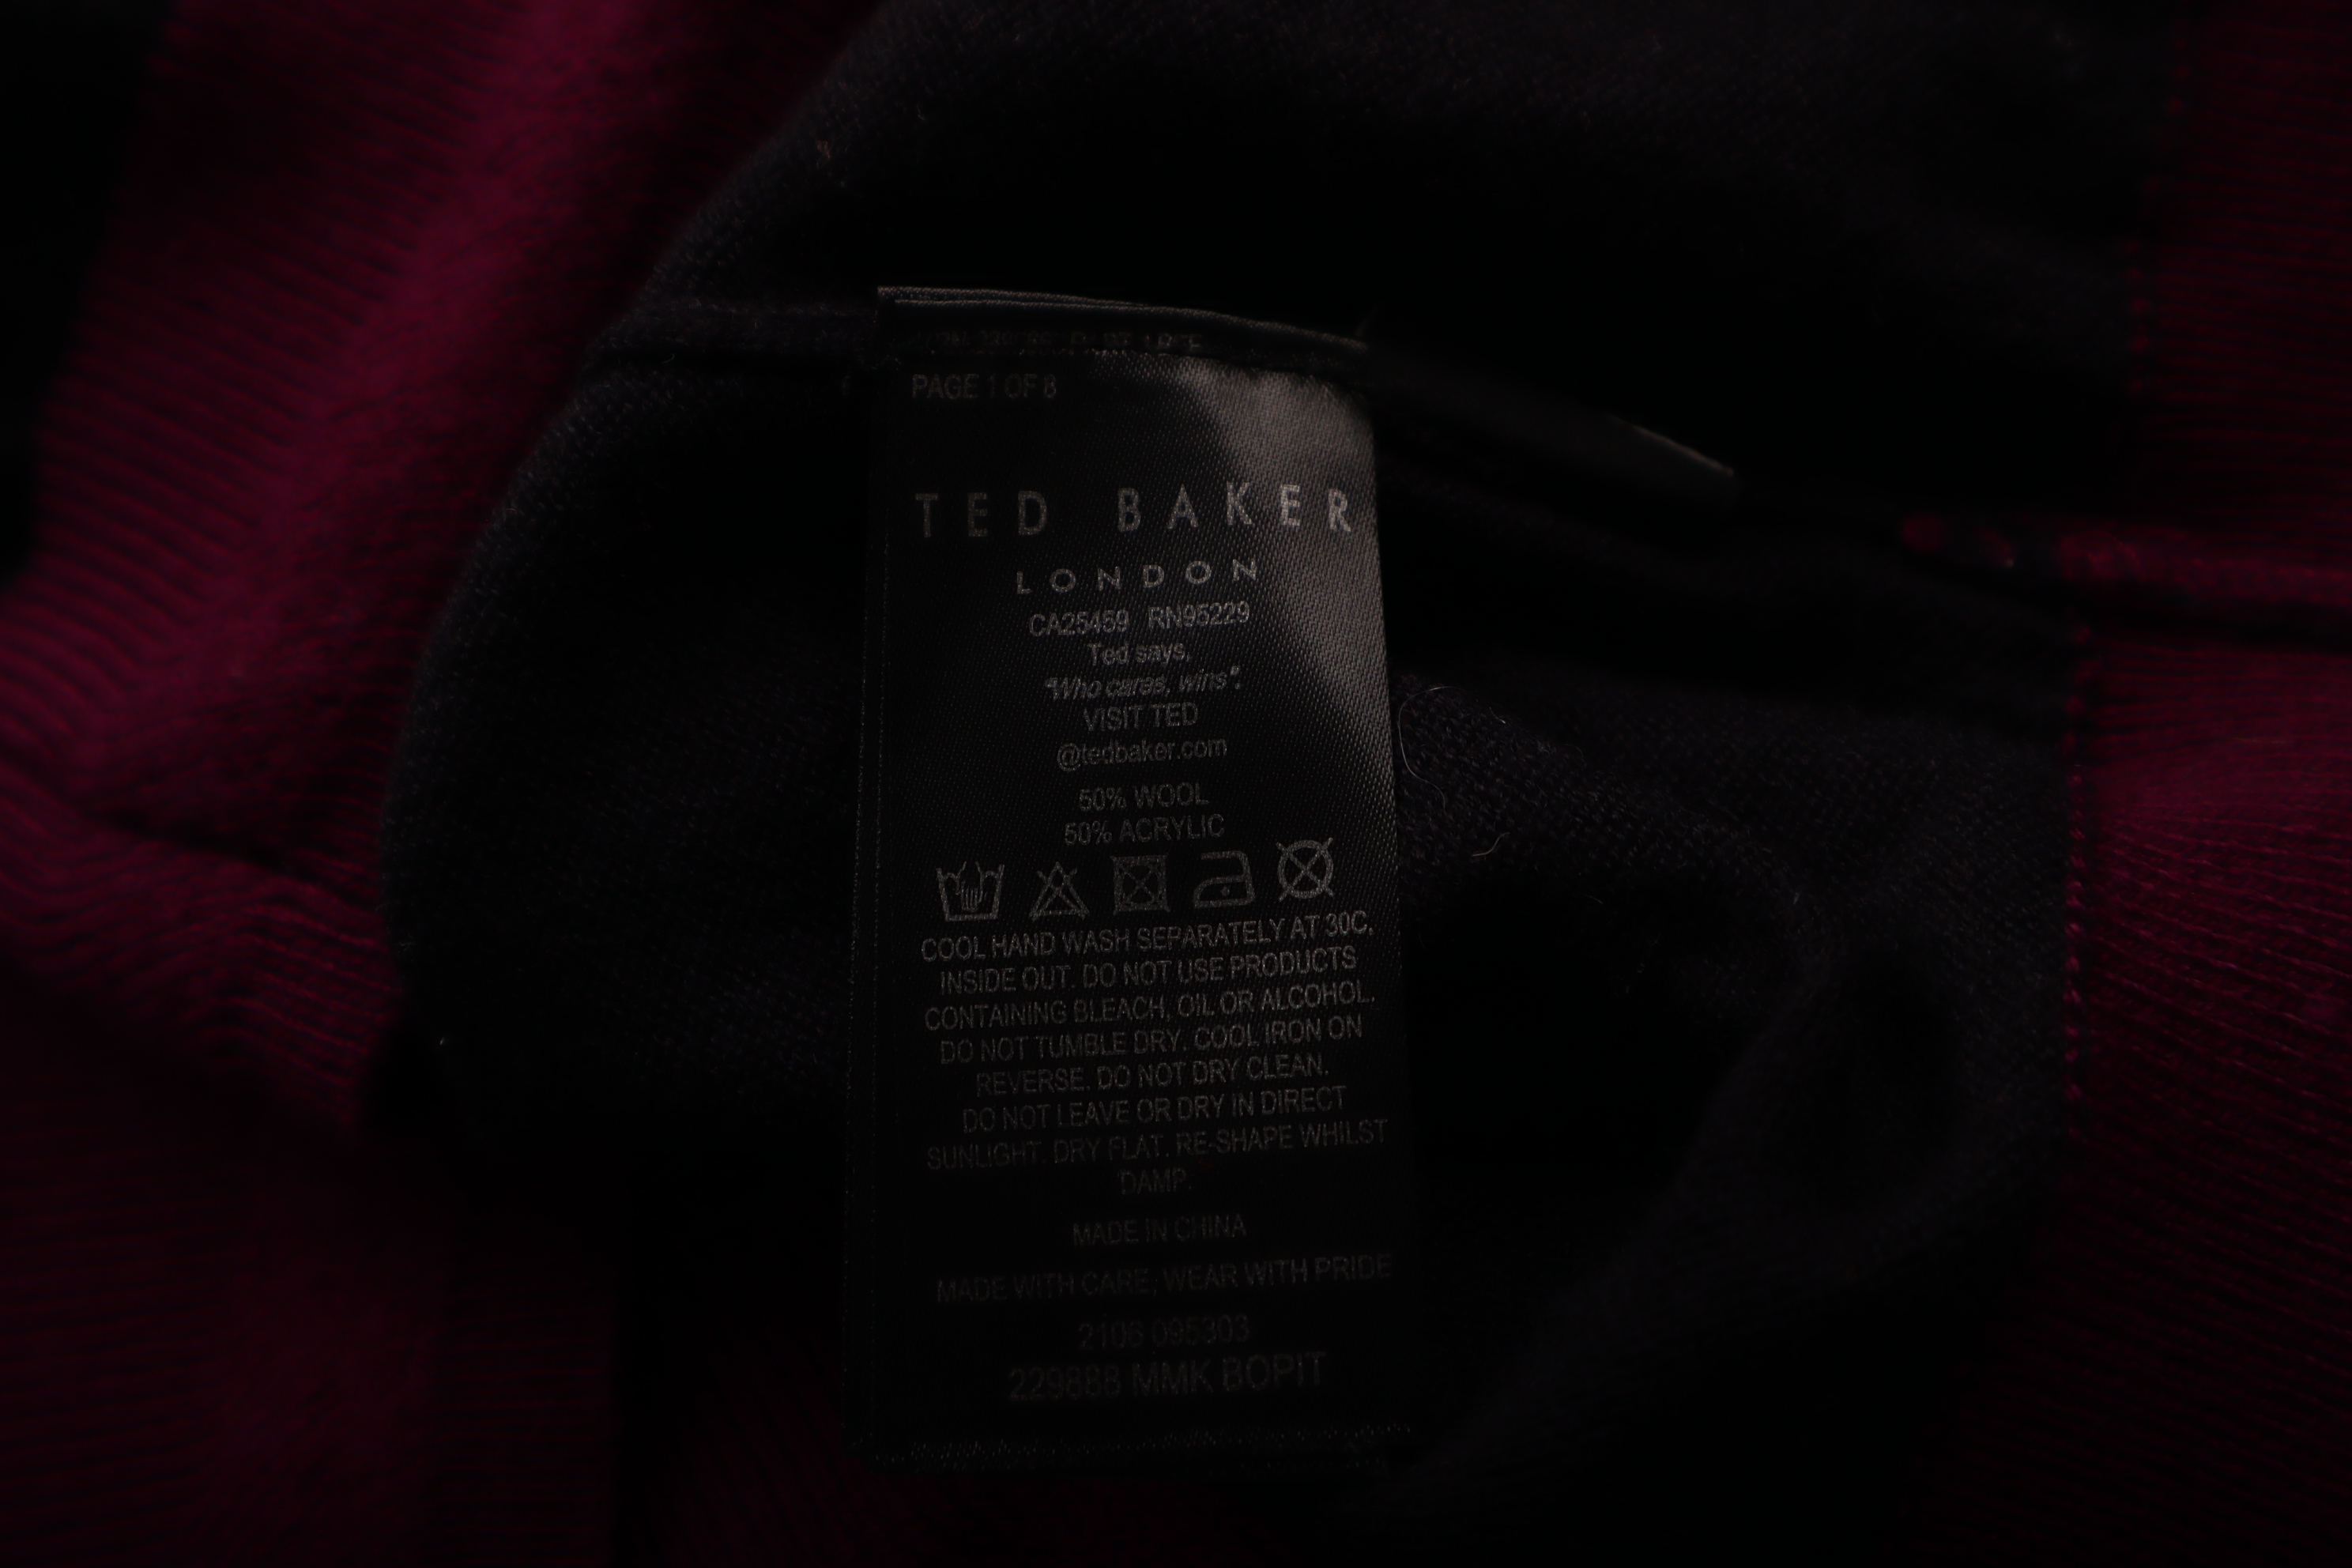 PAGE 1 OF 8
TED BAKER
LONDON
CA25459 RN95229
Ted says,
"Who cares, wins".
VISIT TED
@tedbaker.com
50% WOOL
50% ACRYLIC
COOL HAND WASH SEPARATELY AT 30C.
INSIDE OUT. DO NOT USE PRODUCTS
CONTAINING BLEACH, OIL OR ALCOHOL.
DO NOT TUMBLE DRY. COOL IRON ON
REVERSE. DO NOT DRY CLEAN.
DO NOT LEAVE OR DRY IN DIRECT
SUNLIGHT. DRY FLAT. RE-SHAPE WHILST
DAMP.
MADE IN CHINA
MADE WITH CARE; WEAR WITH PRIDE
2106 095303
229888 MMK BOPIT